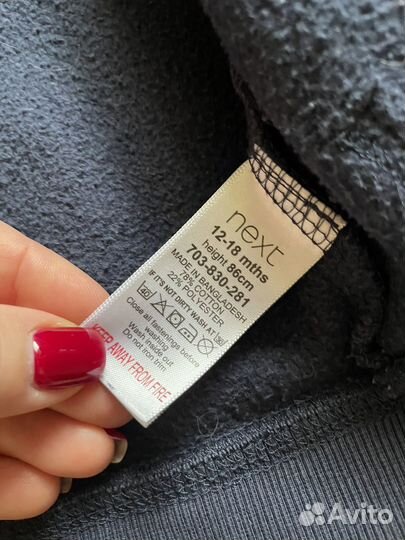 next
12-18 mths
height 86cm
703-830-281
MADE IN BANGLADESH
78% COTTON
22% POLYESTER
IF IT'S NOT DIRTY WASH AT 30
40
Close all fastenings before
washing
Wash inside out
Do not iron trim
KEEP AWAY FROM FIRE
Avito